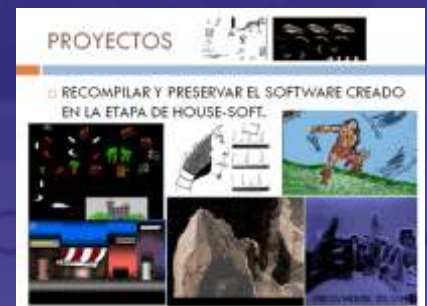 PROYECTOS
RECOMPILAR Y PRESERVAR EL SOFTWARE CREADO
EN LA ETAPA DE HOUSE-SOFT.